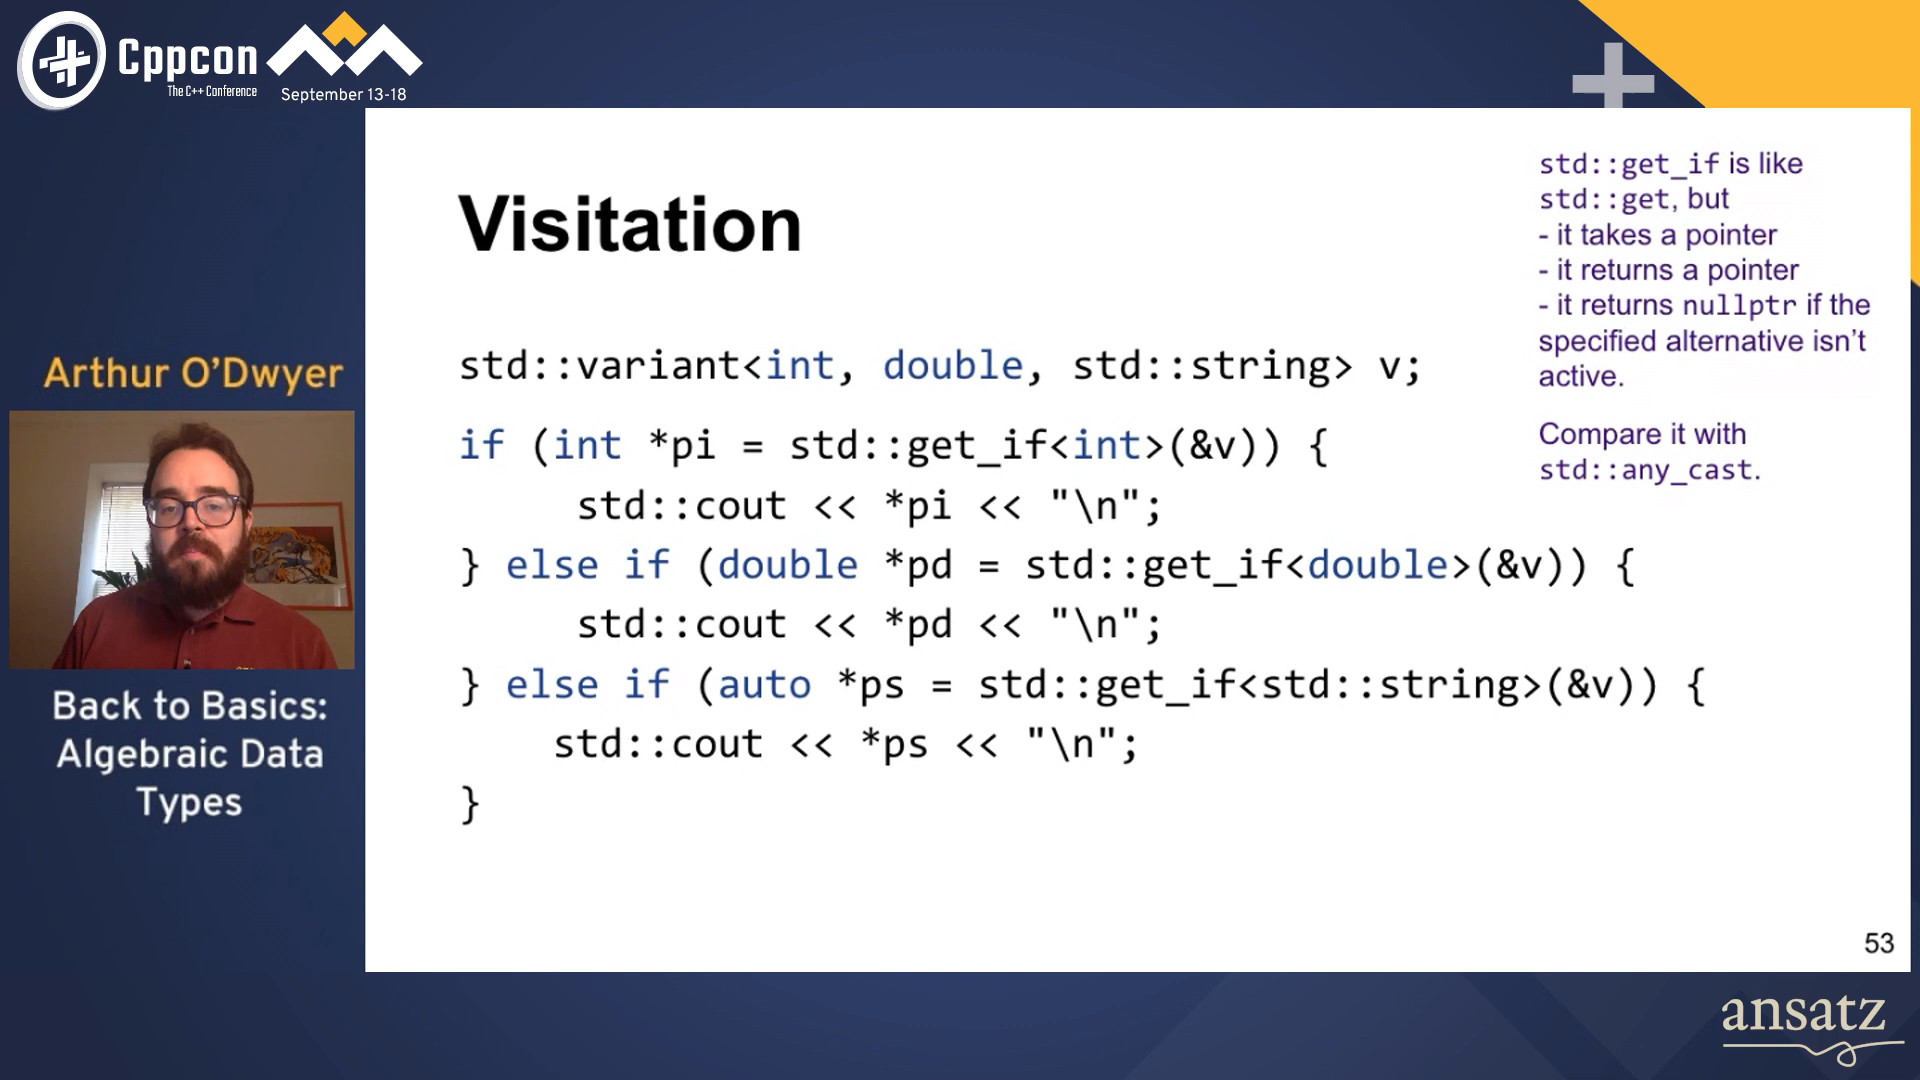 Cppcon
The C++ Conference
September 13-18
Arthur O'Dwyer
Back to Basics:
Algebraic Data
Types
Visitation
std::variant<int, double, std::string> v;
if (int *pi = std::get_if<int>(&v)) {
    std::cout << *pi << "\n";
} else if (double *pd = std::get_if<double>(&v)) {
    std::cout << *pd << "\n";
} else if (auto *ps = std::get_if<std::string>(&v)) {
    std::cout << *ps << "\n";
}
std::get_if is like
std::get, but
- it takes a pointer
- it returns a pointer
- it returns nullptr if the
specified alternative isn't
active.
Compare it with
std::any_cast.
53
ansatz